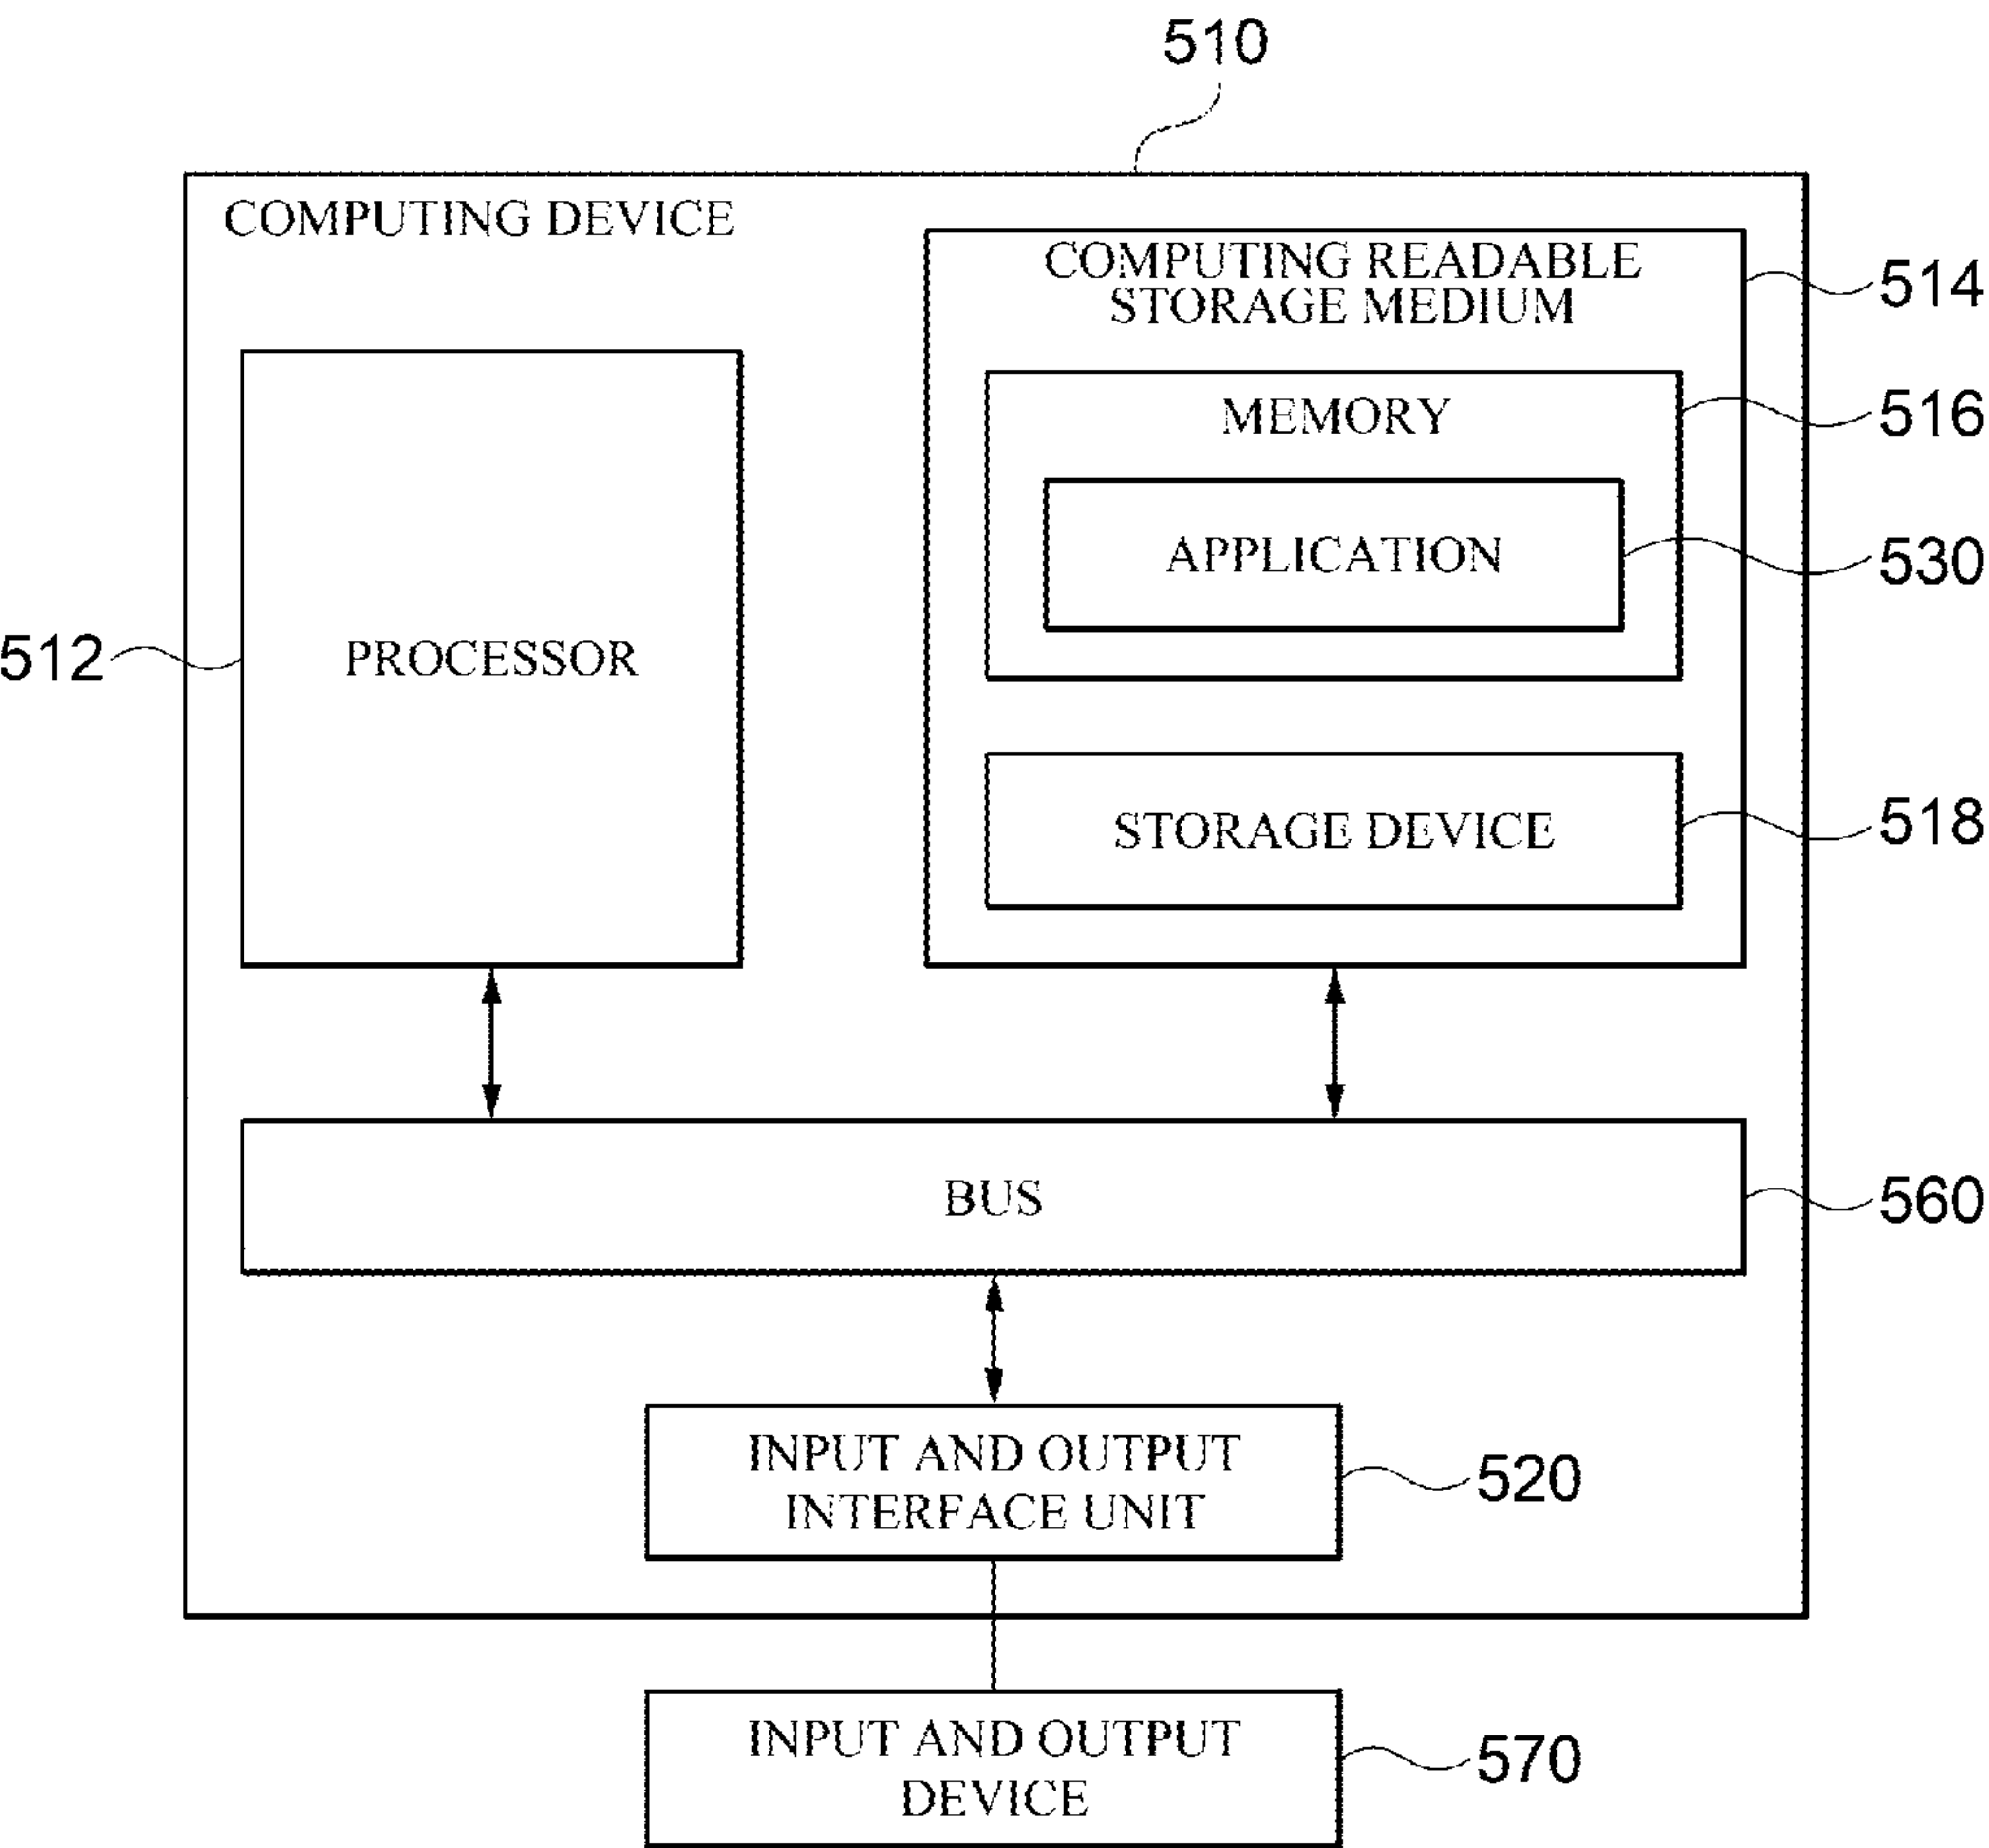 510
COMPUTING DEVICE
COMPUTING READABLE
STORAGE MEDIUM
514
MEMORY
516
APPLICATION
530
512
PROCESSOR
STORAGE DEVICE
518
BUS
560
INPUT AND OUTPUT
INTERFACE UNIT
520
INPUT AND OUTPUT
DEVICE
570